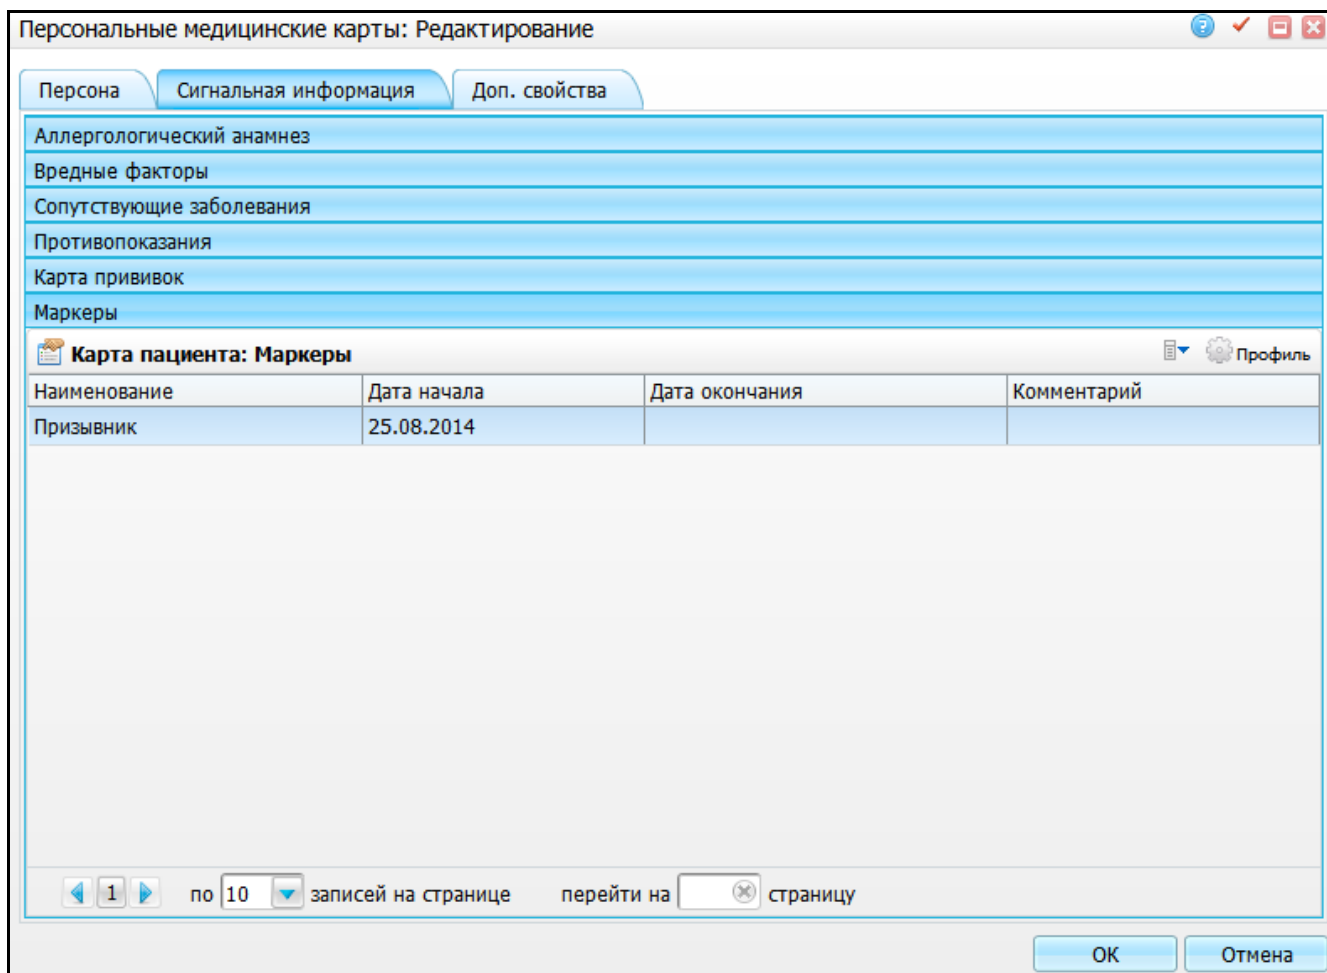 Персональные медицинские карты: Редактирование
Персона Сигнальная информация Доп. свойства
Аллергологический анамнез
Вредные факторы
Сопутствующие заболевания
Противопоказания
Карта прививок
Маркеры
Карта пациента: Маркеры Профиль
Наименование Дата начала Дата окончания Комментарий
Призывник 25.08.2014
1 по 10 записей на странице перейти на страницу
ОК Отмена